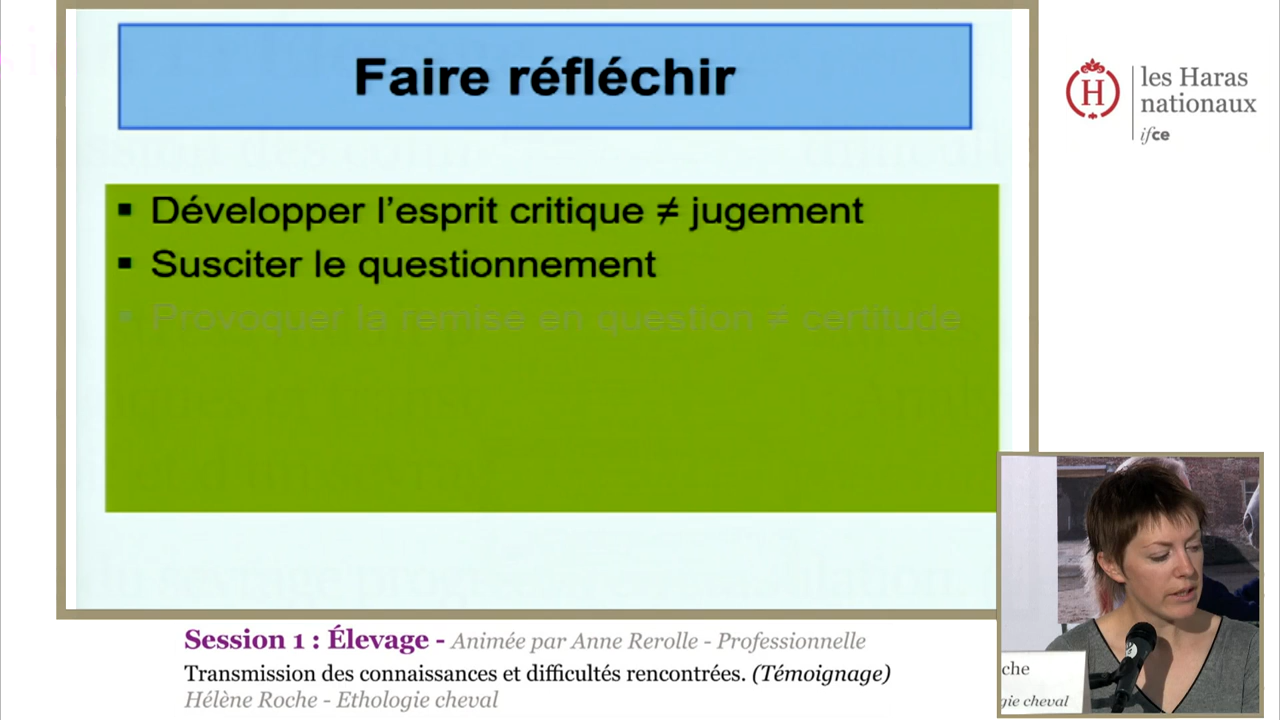 Faire réfléchir
▪ Développer l'esprit critique ≠ jugement
▪ Susciter le questionnement
▪ Provoquer la remise en question ≠ certitude
H
les Haras
nationaux
ifce
Session 1 : Élevage - Animée par Anne Rerolle - Professionnelle
Transmission des connaissances et difficultés rencontrées. (Témoignage)
Hélène Roche - Ethologie cheval
che
gie cheval